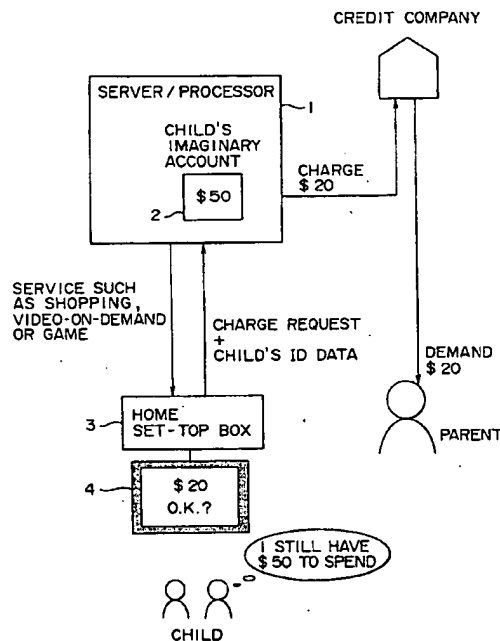 CREDIT COMPANY
SERVER/PROCESSOR
1
CHILD'S
IMAGINARY
ACCOUNT
2
$50
CHARGE
$20
SERVICE SUCH
AS SHOPPING,
VIDEO-ON-DEMAND
OR GAME
CHARGE REQUEST
+
CHILD'S ID DATA
DEMAND
$20
3
HOME
SET-TOP BOX
PARENT
4
$20
O.K.?
I STILL HAVE
$50 TO SPEND
CHILD